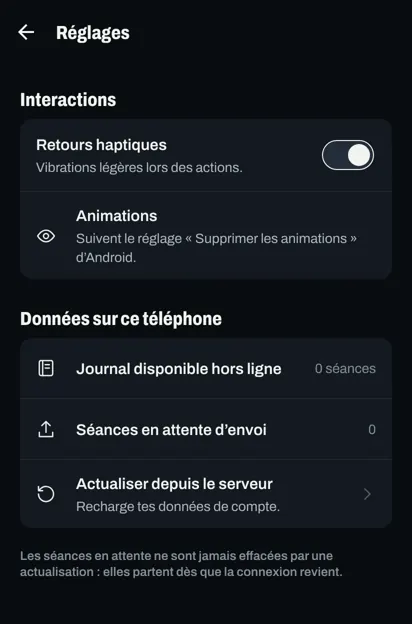 Réglages
Interactions
Retours haptiques
Vibrations légères lors des actions.
Animations
Suivent le réglage « Supprimer les animations »
d’Android.
Données sur ce téléphone
Journal disponible hors ligne 0 séances
Séances en attente d’envoi 0
Actualiser depuis le serveur
Recharge tes données de compte.
Les séances en attente ne sont jamais effacées par une
actualisation : elles partent dès que la connexion revient.